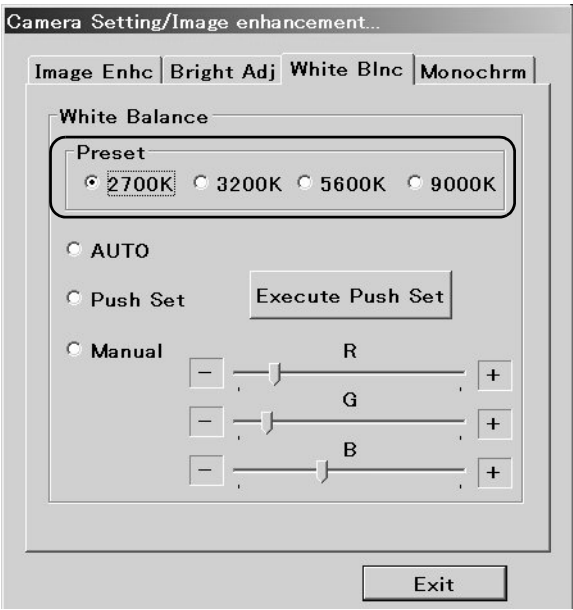 Camera Setting/Image enhancement...
Image Enhc Bright Adj White Blnc Monochrm
White Balance
Preset
2700K 3200K 5600K 9000K
AUTO
Push Set Execute Push Set
Manual R
− +
G
− +
B
− +
Exit